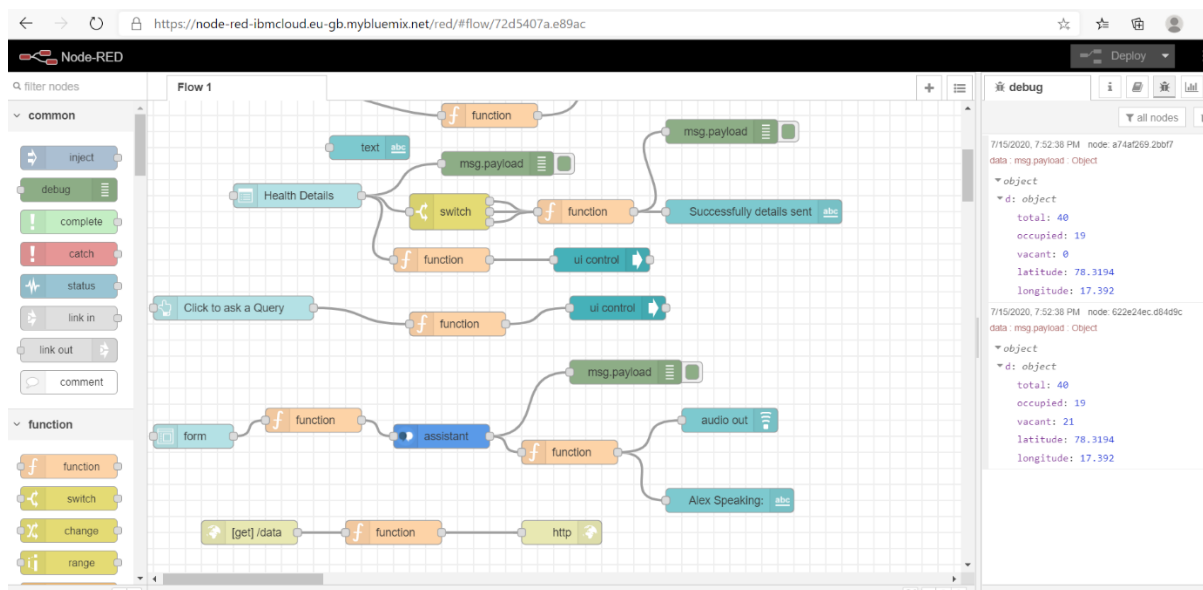 https://node-red-ibmcloud.eu-gb.mybluemix.net/red/#flow/72d5407a.e89ac
Node-RED
Deploy
filter nodes
common
inject
debug
complete
catch
status
link in
link out
comment
function
function
switch
change
range
Flow 1
function
text abc
msg.payload
msg.payload
Health Details
switch
function
Successfully details sent abc
function
ui control
Click to ask a Query
function
ui control
msg.payload
form
function
assistant
function
audio out
Alex Speaking: abc
[get] /data
function
http
debug
i
all nodes
7/15/2020, 7:52:38 PM node: a74af269.2bbf7
data : msg.payload : Object
object
d: object
total: 40
occupied: 19
vacant: 0
latitude: 78.3194
longitude: 17.392
7/15/2020, 7:52:38 PM node: 622e24ec.d84d9c
data : msg.payload : Object
object
d: object
total: 40
occupied: 19
vacant: 21
latitude: 78.3194
longitude: 17.392